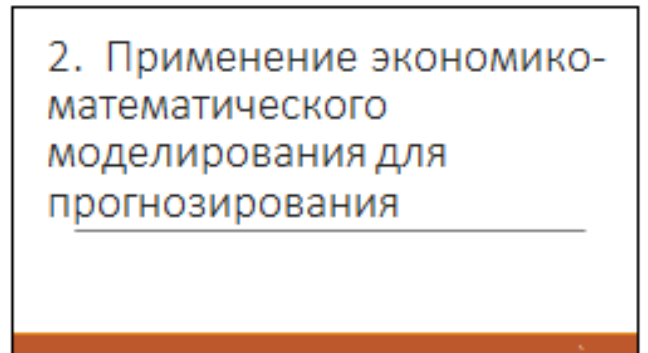 2. Применение экономико-
математического
моделирования для
прогнозирования